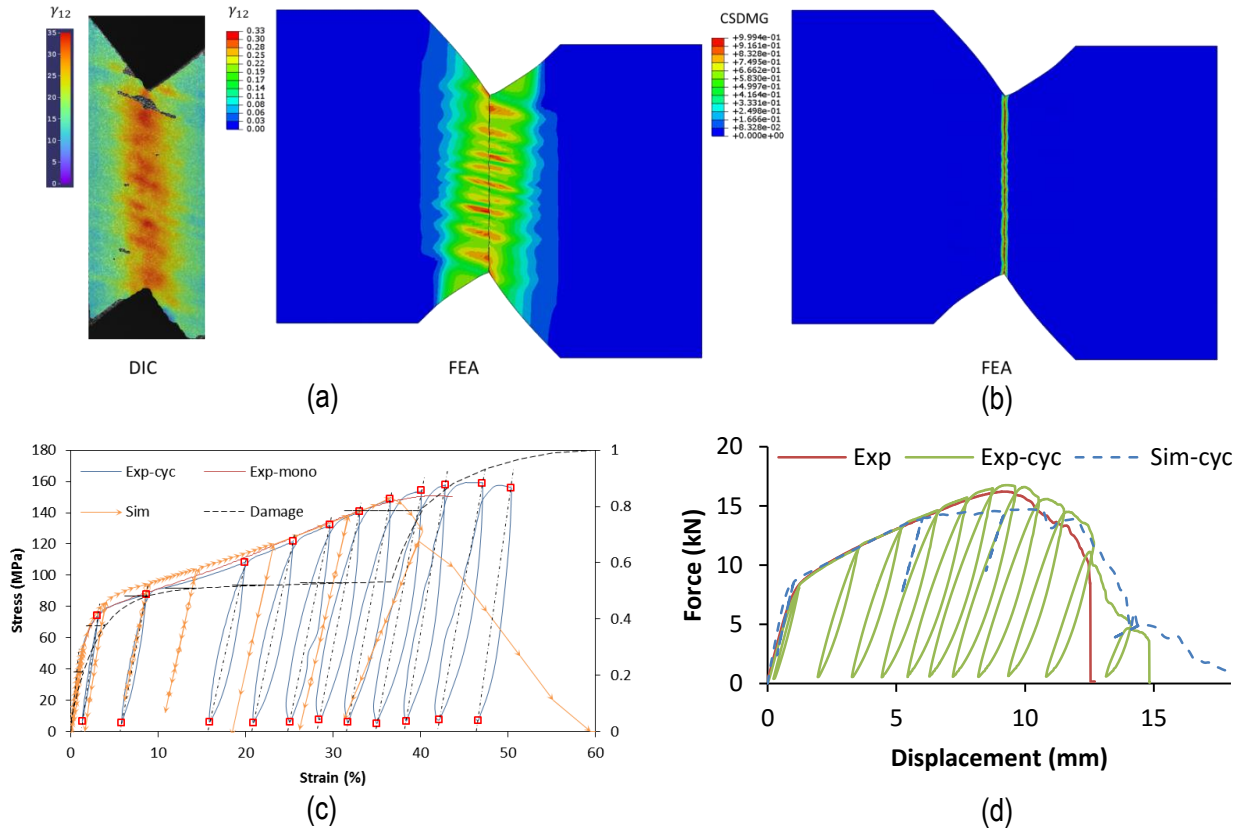 γ12
35
30
25
20
15
10
5
0
DIC
γ12
0.33
0.30
0.28
0.25
0.22
0.19
0.17
0.14
0.11
0.08
0.06
0.03
0.00
FEA
(a)
CSDMG
+9.994e-01
+9.161e-01
+8.328e-01
+7.495e-01
+6.662e-01
+5.830e-01
+4.997e-01
+4.164e-01
+3.331e-01
+2.498e-01
+1.666e-01
+8.328e-02
+0.000e+00
FEA
(b)
Stress (MPa)
180
160
140
120
100
80
60
40
20
0
Exp-cyc Exp-mono
Sim Damage
1
0.8
0.6
0.4
0.2
0
0 10 20 30 40 50 60
Strain (%)
(c)
Force (kN)
20
15
10
5
0
Exp Exp-cyc Sim-cyc
0 5 10 15
Displacement (mm)
(d)